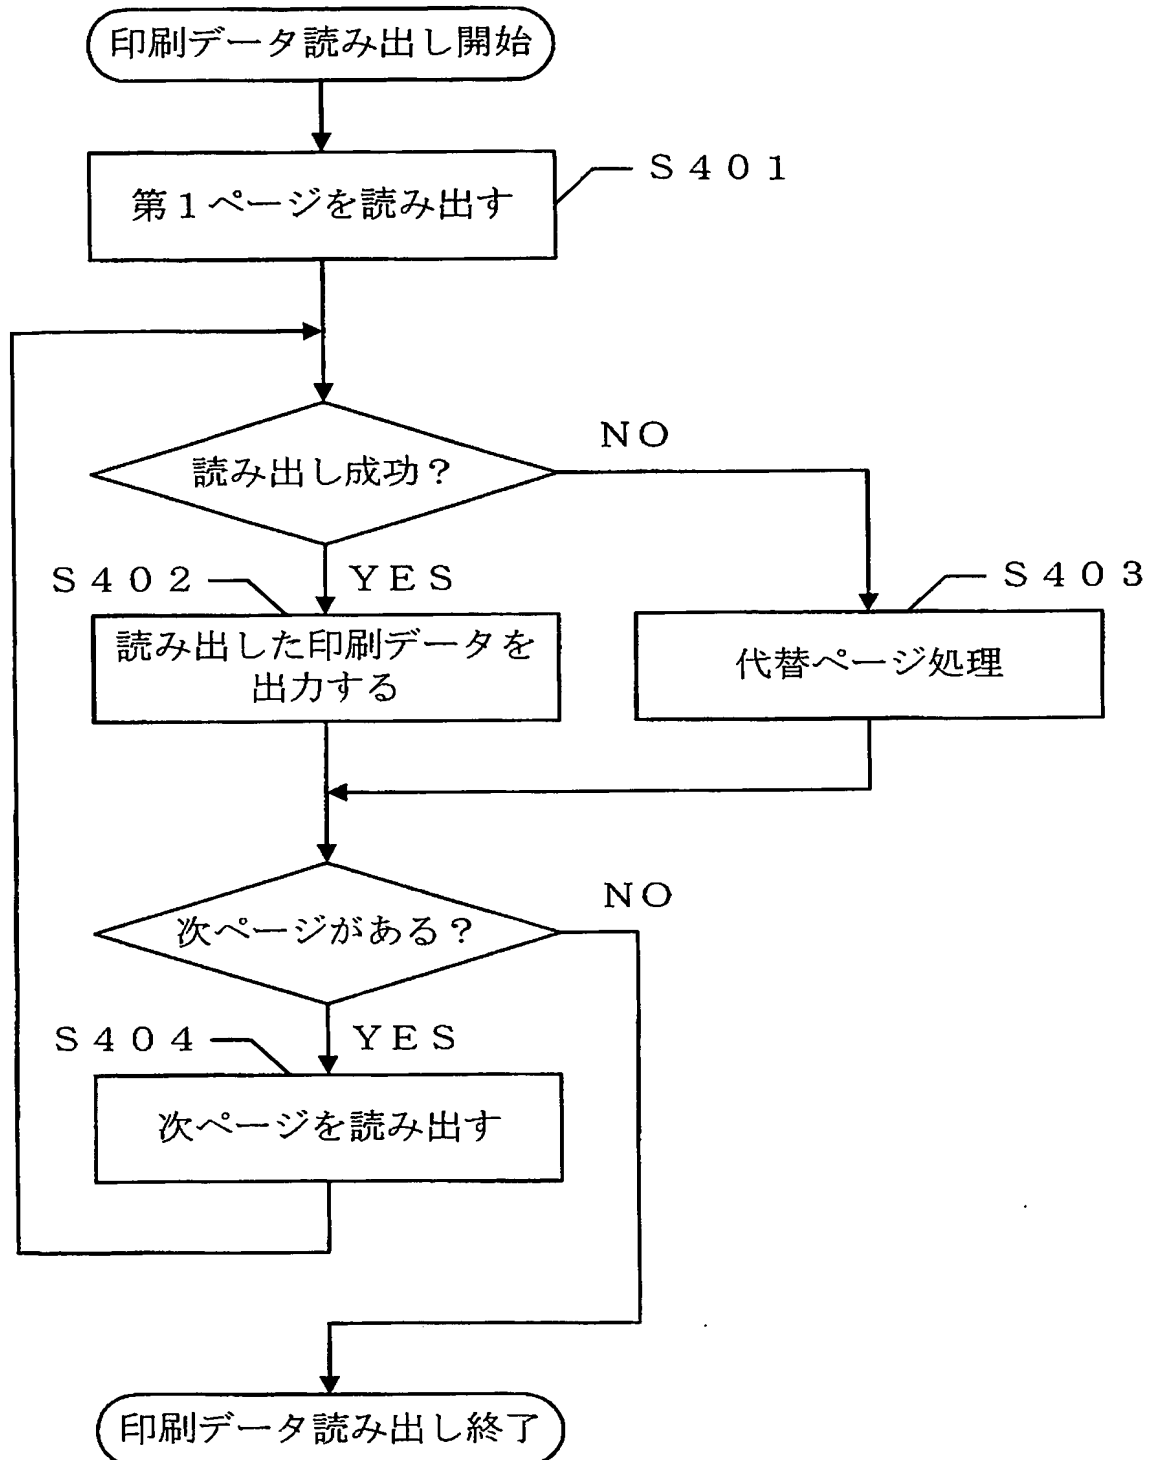 印刷データ読み出し開始
第１ページを読み出す
Ｓ４０１
読み出し成功？
ＮＯ
Ｓ４０２
ＹＥＳ
読み出した印刷データを
出力する
Ｓ４０３
代替ページ処理
次ページがある？
ＮＯ
Ｓ４０４
ＹＥＳ
次ページを読み出す
印刷データ読み出し終了